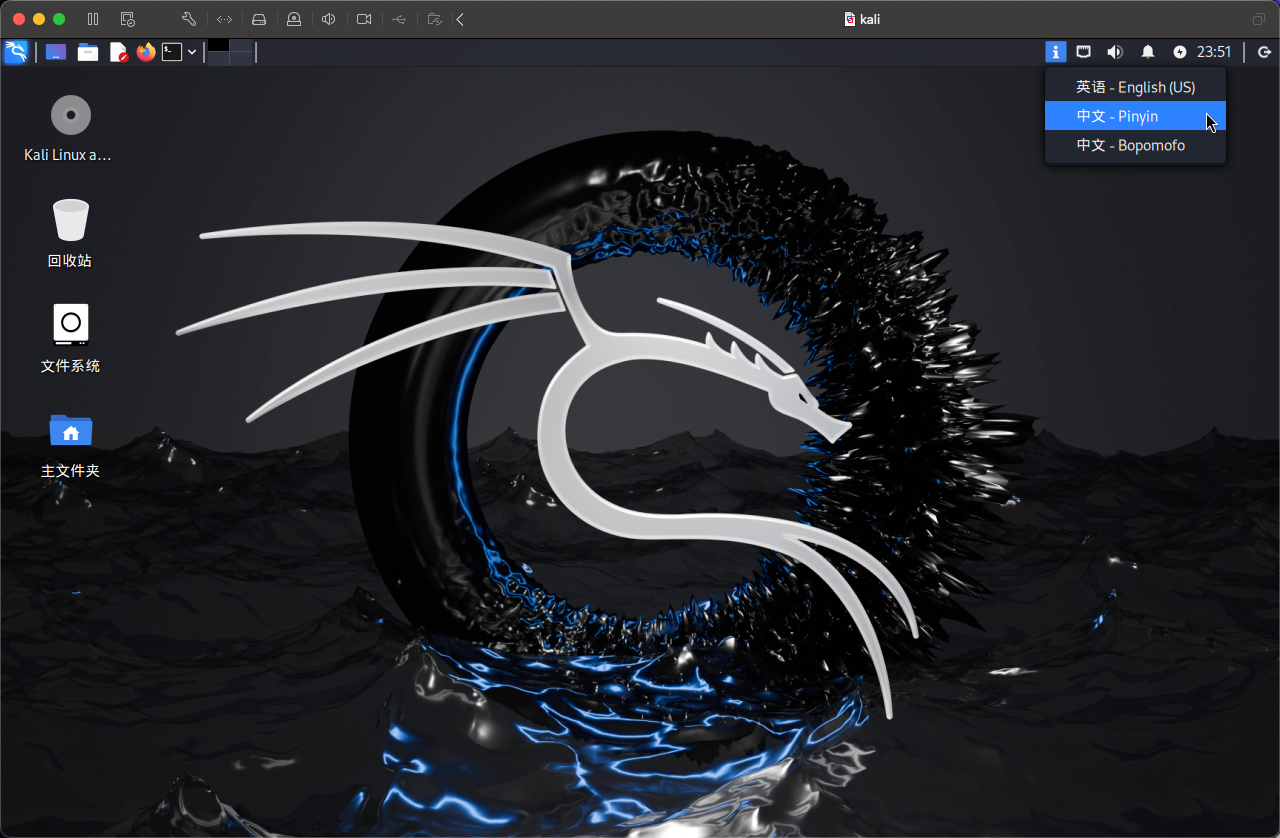 kali
23:51
英语 - English (US)
中文 - Pinyin
中文 - Bopomofo
Kali Linux a…
回收站
文件系统
主文件夹